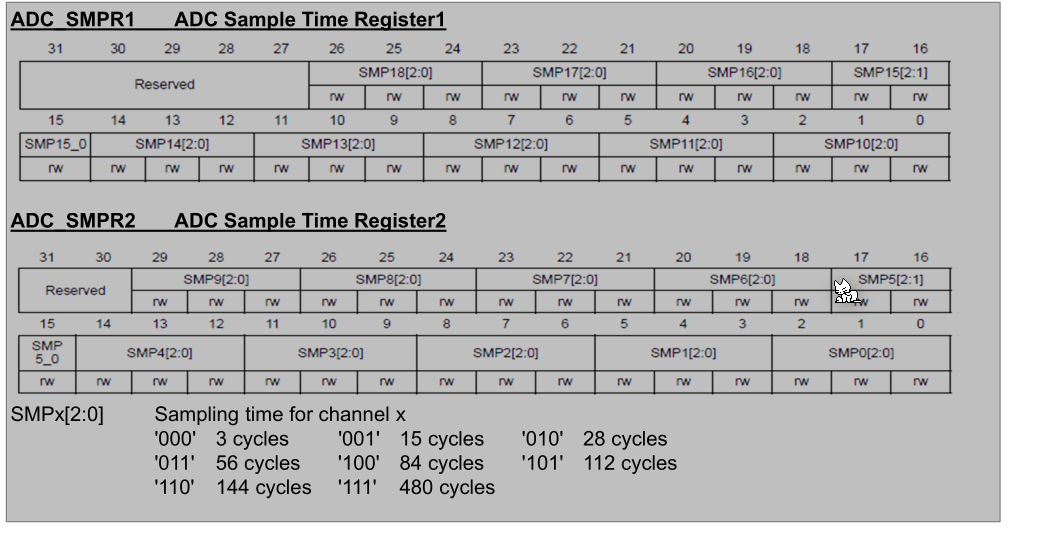 ADC_SMPR1 ADC Sample Time Register1
31 30 29 28 27 26 25 24 23 22 21 20 19 18 17 16
Reserved SMP18[2:0] SMP17[2:0] SMP16[2:0] SMP15[2:1]
rw rw rw rw rw rw rw rw rw rw rw
15 14 13 12 11 10 9 8 7 6 5 4 3 2 1 0
SMP15_0 SMP14[2:0] SMP13[2:0] SMP12[2:0] SMP11[2:0] SMP10[2:0]
rw rw rw rw rw rw rw rw rw rw rw rw rw rw rw rw
ADC_SMPR2 ADC Sample Time Register2
31 30 29 28 27 26 25 24 23 22 21 20 19 18 17 16
Reserved SMP9[2:0] SMP8[2:0] SMP7[2:0] SMP6[2:0] SMP5[2:1]
rw rw rw rw rw rw rw rw rw rw rw rw rw rw
15 14 13 12 11 10 9 8 7 6 5 4 3 2 1 0
SMP
5_0 SMP4[2:0] SMP3[2:0] SMP2[2:0] SMP1[2:0] SMP0[2:0]
rw rw rw rw rw rw rw rw rw rw rw rw rw rw rw rw
SMPx[2:0] Sampling time for channel x
'000' 3 cycles '001' 15 cycles '010' 28 cycles
'011' 56 cycles '100' 84 cycles '101' 112 cycles
'110' 144 cycles '111' 480 cycles